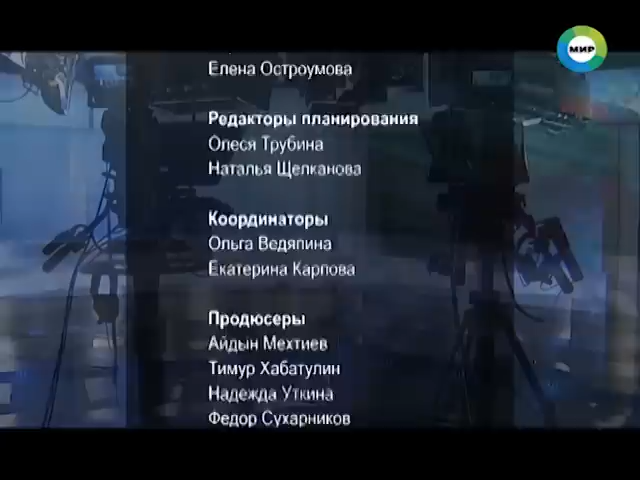 МИР
Елена Остроумова
Редакторы планирования
Олеся Трубина
Наталья Щелканова
Координаторы
Ольга Ведяпина
Екатерина Карпова
Продюсеры
Айдын Мехтиев
Тимур Хабатулин
Надежда Уткина
Федор Сухарников